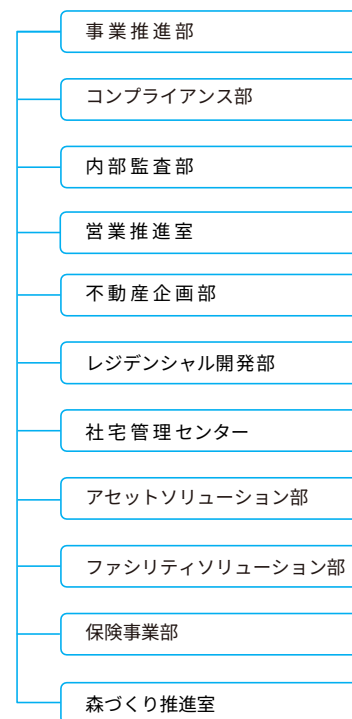 事業推進部
コンプライアンス部
内部監査部
営業推進室
不動産企画部
レジデンシャル開発部
社宅管理センター
アセットソリューション部
ファシリティソリューション部
保険事業部
森づくり推進室